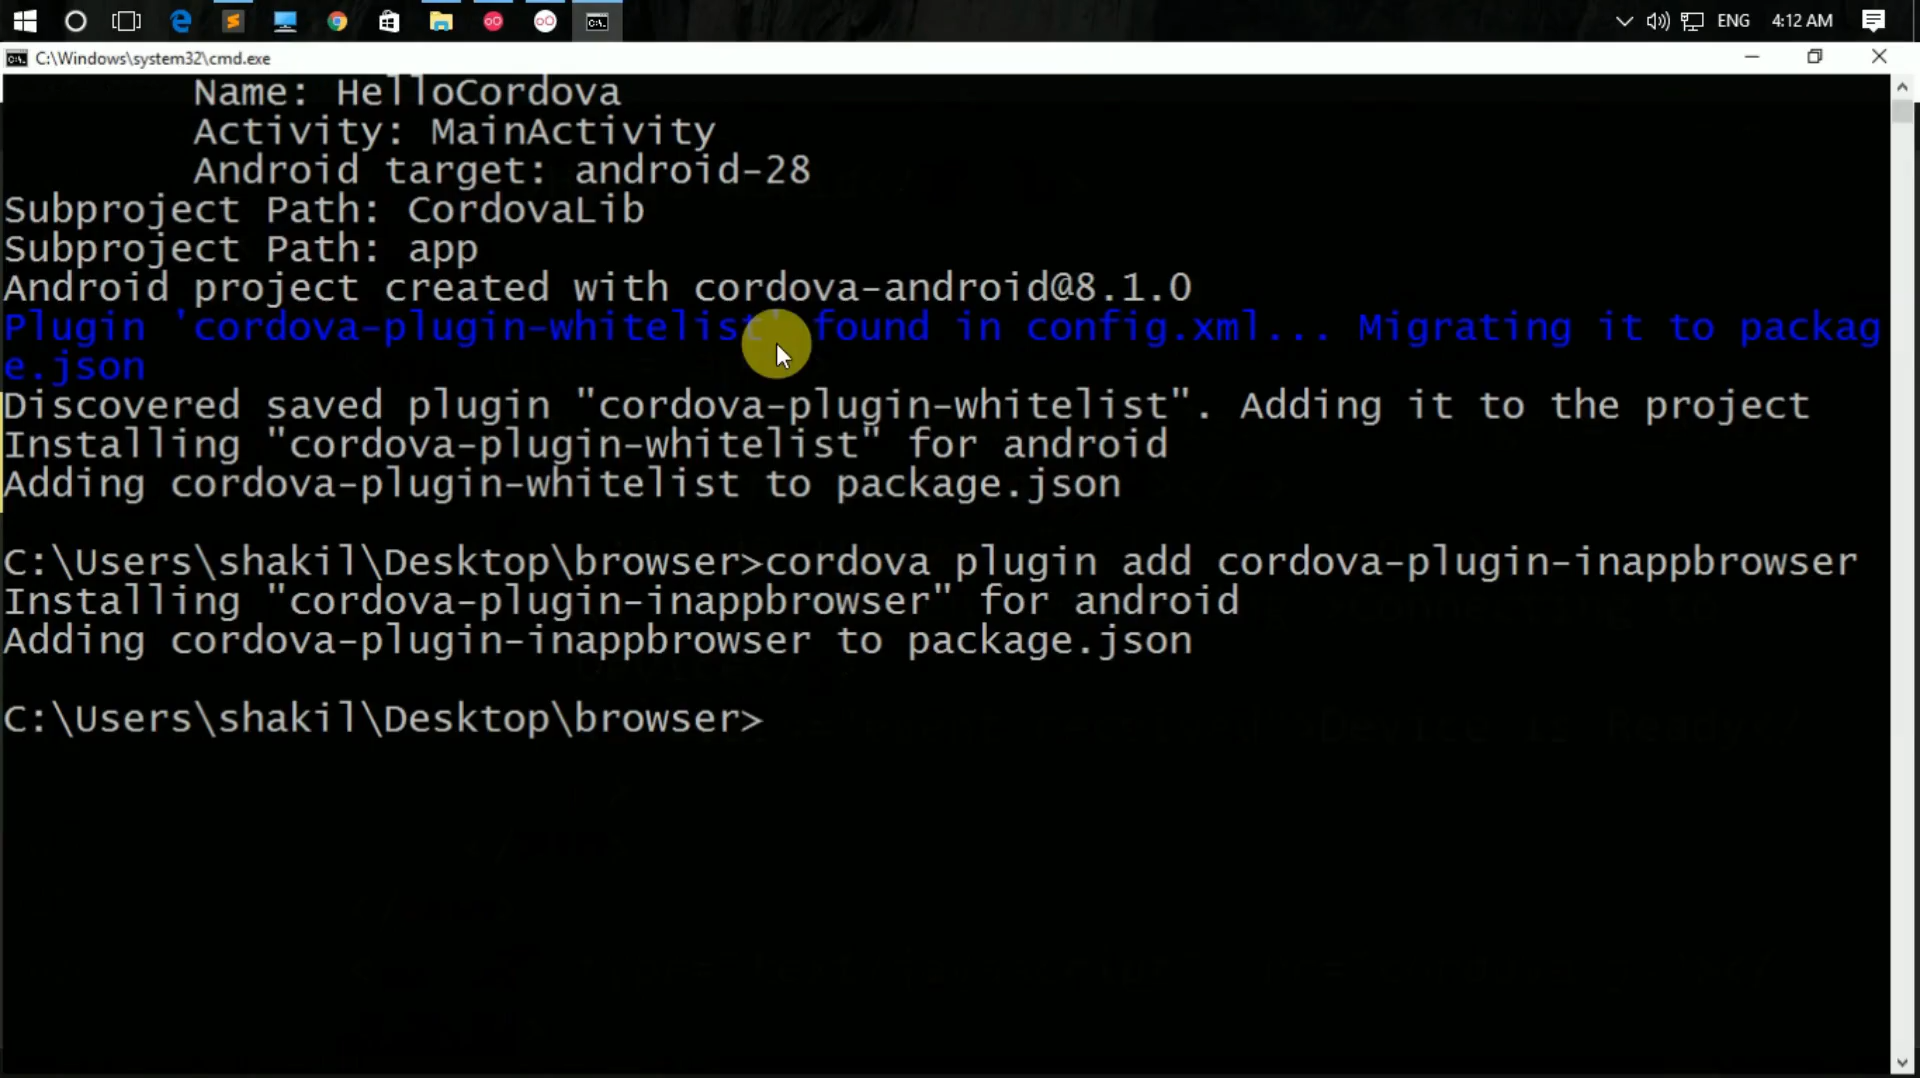 ENG 4:12 AM
C:\Windows\system32\cmd.exe
Name: HelloCordova
Activity: MainActivity
Android target: android-28
Subproject Path: CordovaLib
Subproject Path: app
Android project created with cordova-android@8.1.0
Plugin 'cordova-plugin-whitelist' found in config.xml... Migrating it to packag
e.json
Discovered saved plugin "cordova-plugin-whitelist". Adding it to the project
Installing "cordova-plugin-whitelist" for android
Adding cordova-plugin-whitelist to package.json
C:\Users\shakil\Desktop\browser>cordova plugin add cordova-plugin-inappbrowser
Installing "cordova-plugin-inappbrowser" for android
Adding cordova-plugin-inappbrowser to package.json
C:\Users\shakil\Desktop\browser>